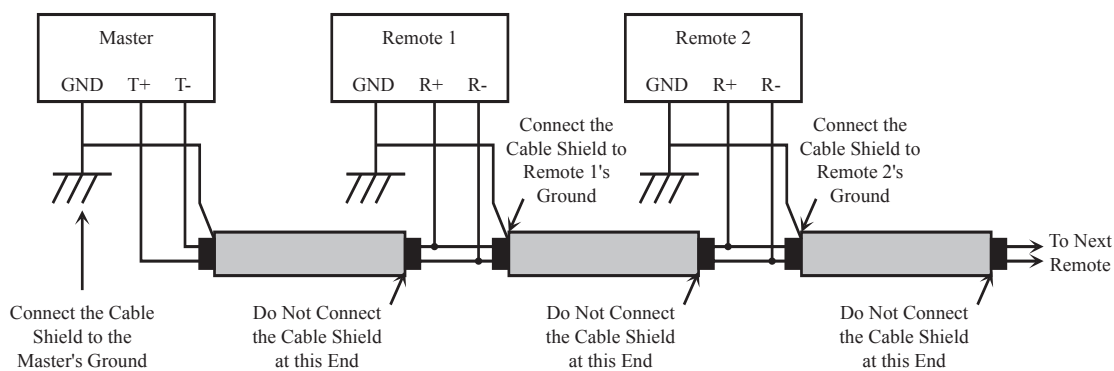 Master
GND T+ T-
Remote 1
GND R+ R-
Remote 2
GND R+ R-
Connect the
Cable Shield to
Remote 1's
Ground
Connect the
Cable Shield to
Remote 2's
Ground
To Next
Remote
Connect the Cable
Shield to the
Master's Ground
Do Not Connect
the Cable Shield
at this End
Do Not Connect
the Cable Shield
at this End
Do Not Connect
the Cable Shield
at this End